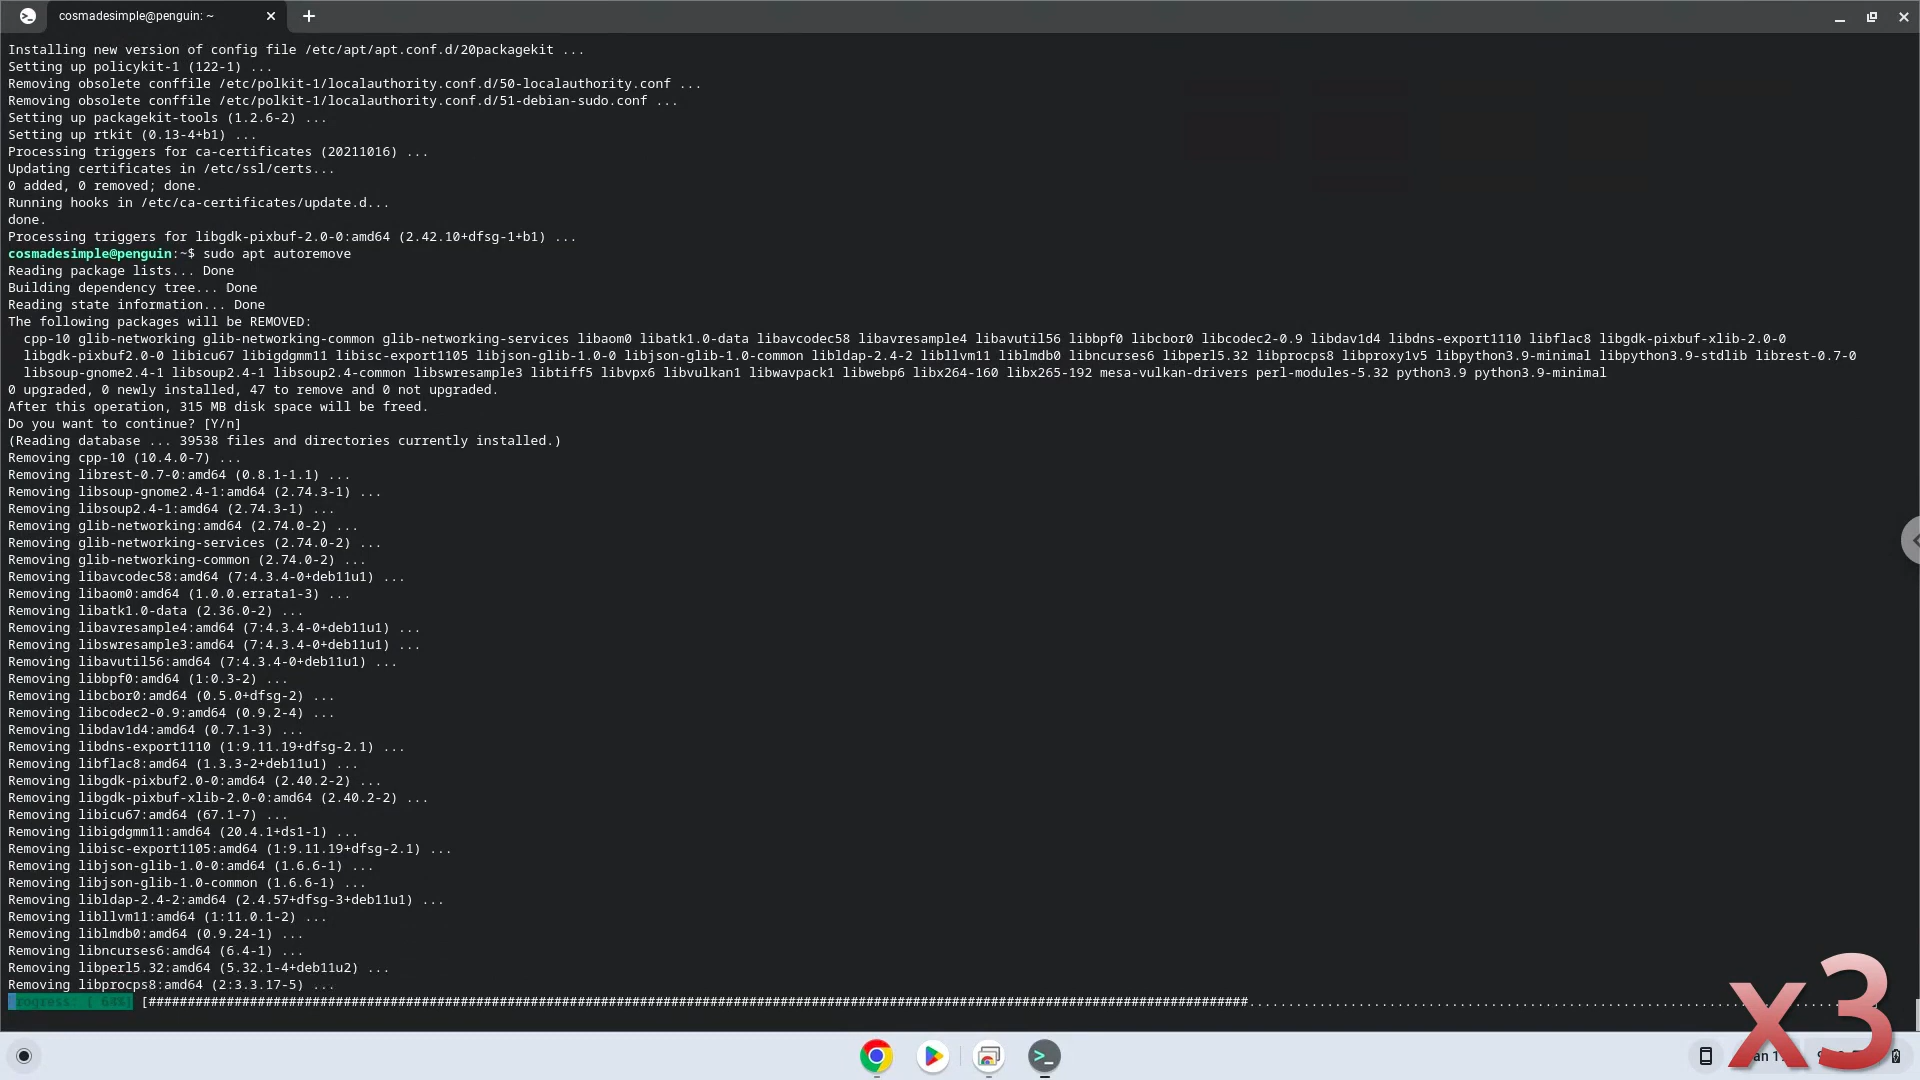 cosmadesimple@penguin: ~
Installing new version of config file /etc/apt/apt.conf.d/20packagekit ...
Setting up policykit-1 (122-1) ...
Removing obsolete conffile /etc/polkit-1/localauthority.conf.d/50-localauthority.conf ...
Removing obsolete conffile /etc/polkit-1/localauthority.conf.d/51-debian-sudo.conf ...
Setting up packagekit-tools (1.2.6-2) ...
Setting up rtkit (0.13-4+b1) ...
Processing triggers for ca-certificates (20211016) ...
Updating certificates in /etc/ssl/certs...
0 added, 0 removed; done.
Running hooks in /etc/ca-certificates/update.d...
done.
Processing triggers for libgdk-pixbuf-2.0-0:amd64 (2.42.10+dfsg-1+b1) ...
cosmadesimple@penguin:~$ sudo apt autoremove
Reading package lists... Done
Building dependency tree... Done
Reading state information... Done
The following packages will be REMOVED:
cpp-10 glib-networking glib-networking-common glib-networking-services libaom0 libatk1.0-data libavcodec58 libavresample4 libavutil56 libbpf0 libcbor0 libcodec2-0.9 libdav1d4 libdns-export1110 libflac8 libgdk-pixbuf-xlib-2.0-0
libgdk-pixbuf2.0-0 libicu67 libigdgmm11 libisc-export1105 libjson-glib-1.0-0 libjson-glib-1.0-common libldap-2.4-2 libllvm11 liblmdb0 libncurses6 libperl5.32 libprocps8 libproxy1v5 libpython3.9-minimal libpython3.9-stdlib librest-0.7-0
libsoup-gnome2.4-1 libsoup2.4-1 libsoup2.4-common libswresample3 libtiff5 libvpx6 libvulkan1 libwavpack1 libwebp6 libx264-160 libx265-192 mesa-vulkan-drivers perl-modules-5.32 python3.9 python3.9-minimal
0 upgraded, 0 newly installed, 47 to remove and 0 not upgraded.
After this operation, 315 MB disk space will be freed.
Do you want to continue? [Y/n]
(Reading database ... 39538 files and directories currently installed.)
Removing cpp-10 (10.4.0-7) ...
Removing librest-0.7-0:amd64 (0.8.1-1.1) ...
Removing libsoup-gnome2.4-1:amd64 (2.74.3-1) ...
Removing libsoup2.4-1:amd64 (2.74.3-1) ...
Removing glib-networking:amd64 (2.74.0-2) ...
Removing glib-networking-services (2.74.0-2) ...
Removing glib-networking-common (2.74.0-2) ...
Removing libavcodec58:amd64 (7:4.3.4-0+deb11u1) ...
Removing libaom0:amd64 (1.0.0.errata1-3) ...
Removing libatk1.0-data (2.36.0-2) ...
Removing libavresample4:amd64 (7:4.3.4-0+deb11u1) ...
Removing libswresample3:amd64 (7:4.3.4-0+deb11u1) ...
Removing libavutil56:amd64 (7:4.3.4-0+deb11u1) ...
Removing libbpf0:amd64 (1:0.3-2) ...
Removing libcbor0:amd64 (0.5.0+dfsg-2) ...
Removing libcodec2-0.9:amd64 (0.9.2-4) ...
Removing libdav1d4:amd64 (0.7.1-3) ...
Removing libdns-export1110 (1:9.11.19+dfsg-2.1) ...
Removing libflac8:amd64 (1.3.3-2+deb11u1) ...
Removing libgdk-pixbuf2.0-0:amd64 (2.40.2-2) ...
Removing libgdk-pixbuf-xlib-2.0-0:amd64 (2.40.2-2) ...
Removing libicu67:amd64 (67.1-7) ...
Removing libigdgmm11:amd64 (20.4.1+ds1-1) ...
Removing libisc-export1105:amd64 (1:9.11.19+dfsg-2.1) ...
Removing libjson-glib-1.0-0:amd64 (1.6.6-1) ...
Removing libjson-glib-1.0-common (1.6.6-1) ...
Removing libldap-2.4-2:amd64 (2.4.57+dfsg-3+deb11u1) ...
Removing libllvm11:amd64 (1:11.0.1-2) ...
Removing liblmdb0:amd64 (0.9.24-1) ...
Removing libncurses6:amd64 (6.4-1) ...
Removing libperl5.32:amd64 (5.32.1-4+deb11u2) ...
Removing libprocps8:amd64 (2:3.3.17-5) ...
rogress: [ 64%]
x3